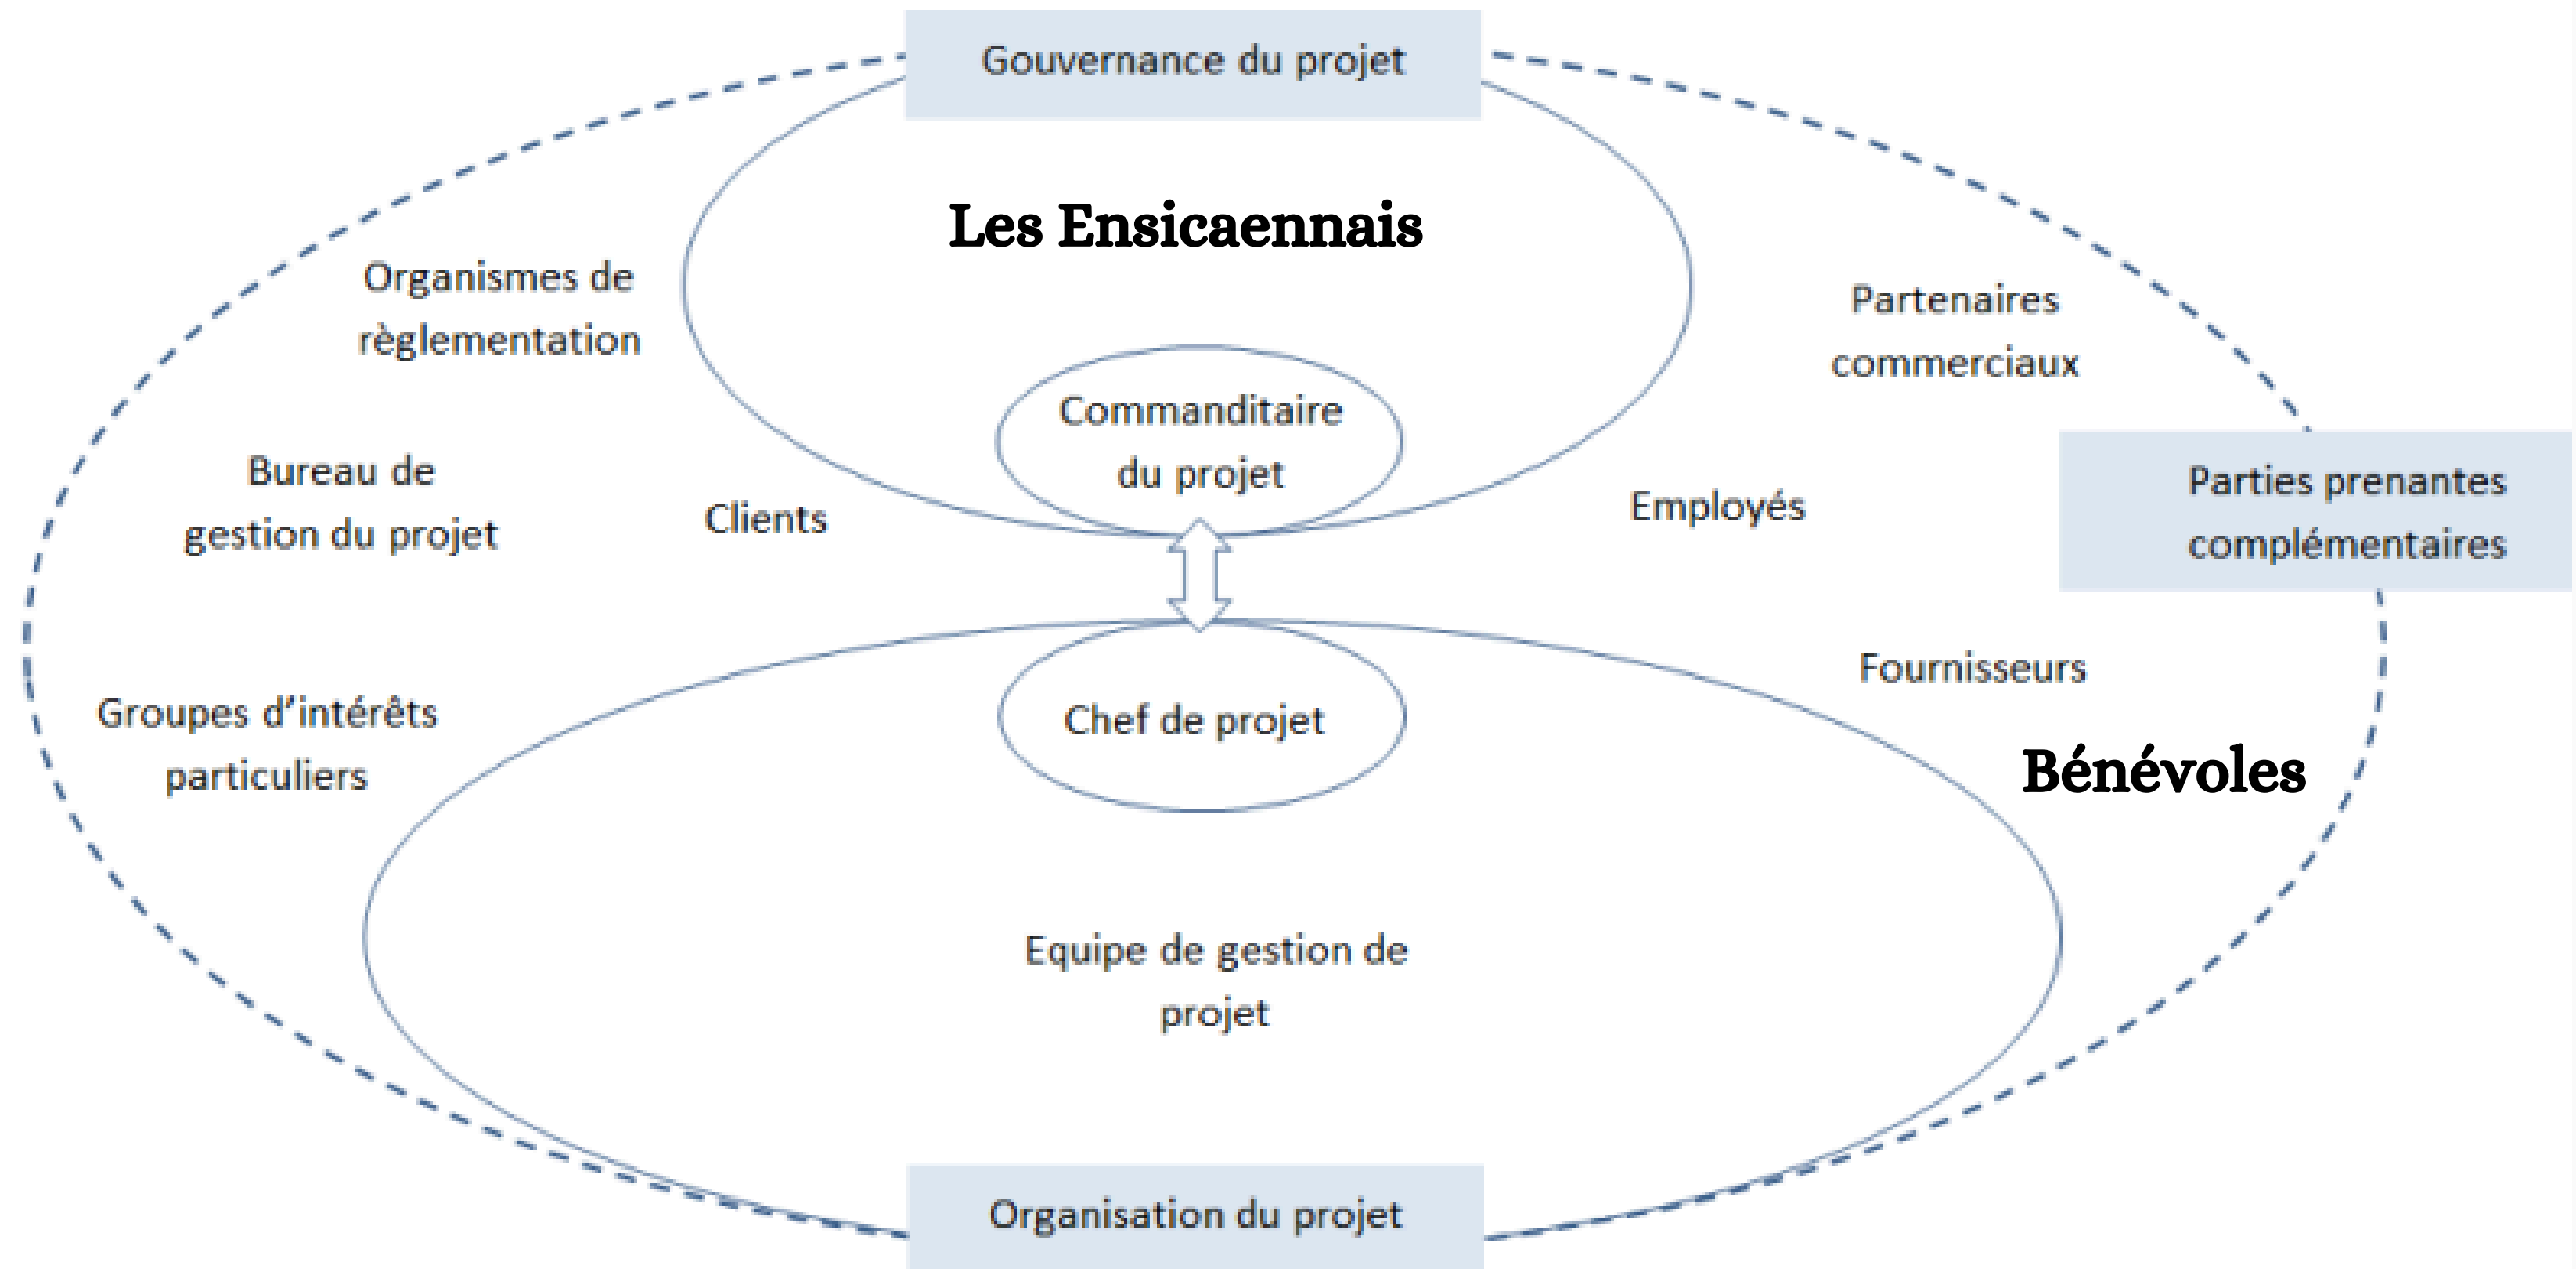 Gouvernance du projet
Les Ensicaennais
Organismes de
règlementation
Partenaires
commerciaux
Commanditaire
du projet
Bureau de
gestion du projet
Clients
Employés
Parties prenantes
complémentaires
Groupes d'intérêts
particuliers
Chef de projet
Fournisseurs
Bénévoles
Equipe de gestion de
projet
Organisation du projet